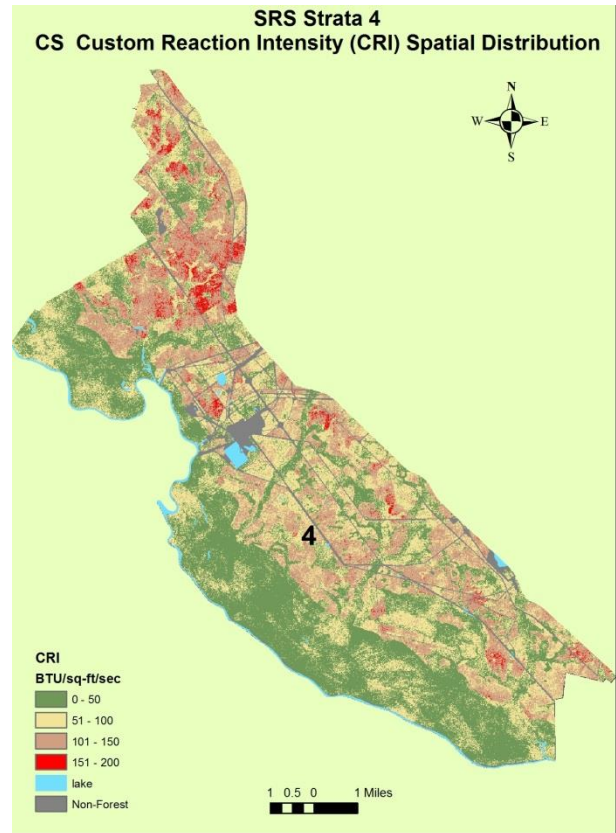 SRS Strata 4
CS Custom Reaction Intensity (CRI) Spatial Distribution
N
W E
S
4
CRI
BTU/sq-ft/sec
0 - 50
51 - 100
101 - 150
151 - 200
lake
Non-Forest
1 0.5 0 1 Miles